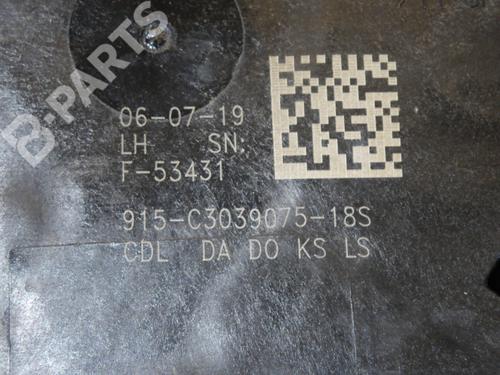 B-PARTS
06-07-19
LH SN:
F-53431
915-C3039075-18S
CDL DA DO KS LS